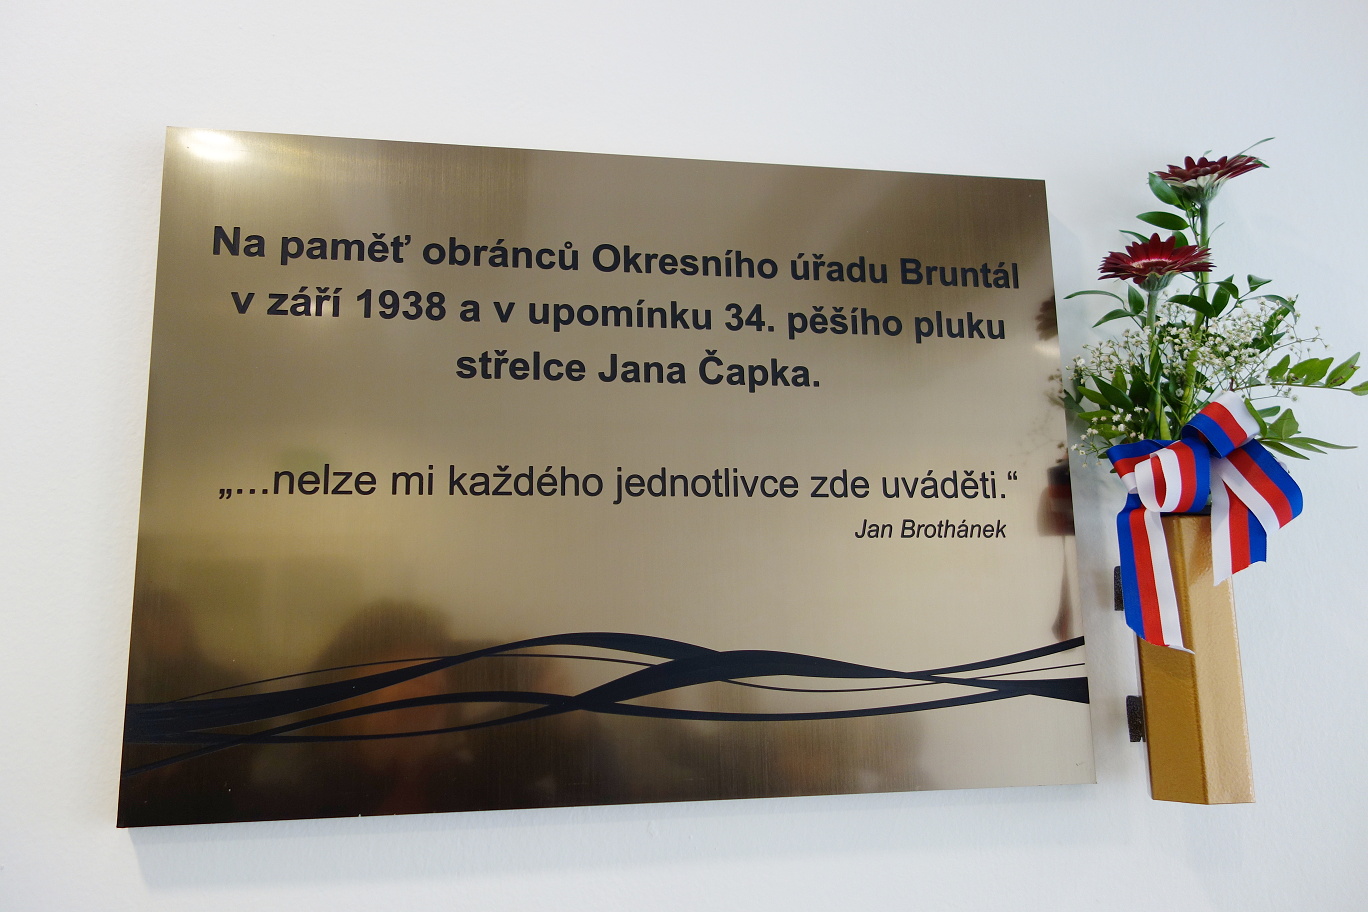 Na paměť obránců Okresního úřadu Bruntál
v září 1938 a v upomínku 34. pěšího pluku
střelce Jana Čapka.
„...nelze mi každého jednotlivce zde uváděti.“
Jan Brothánek